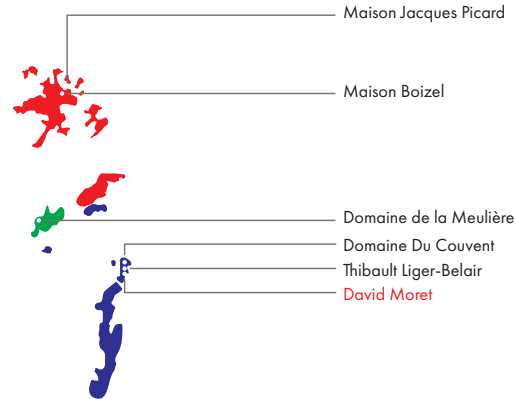 Maison Jacques Picard
Maison Boizel
Domaine de la Meulière
Domaine Du Couvent
Thibault Liger-Belair
David Moret